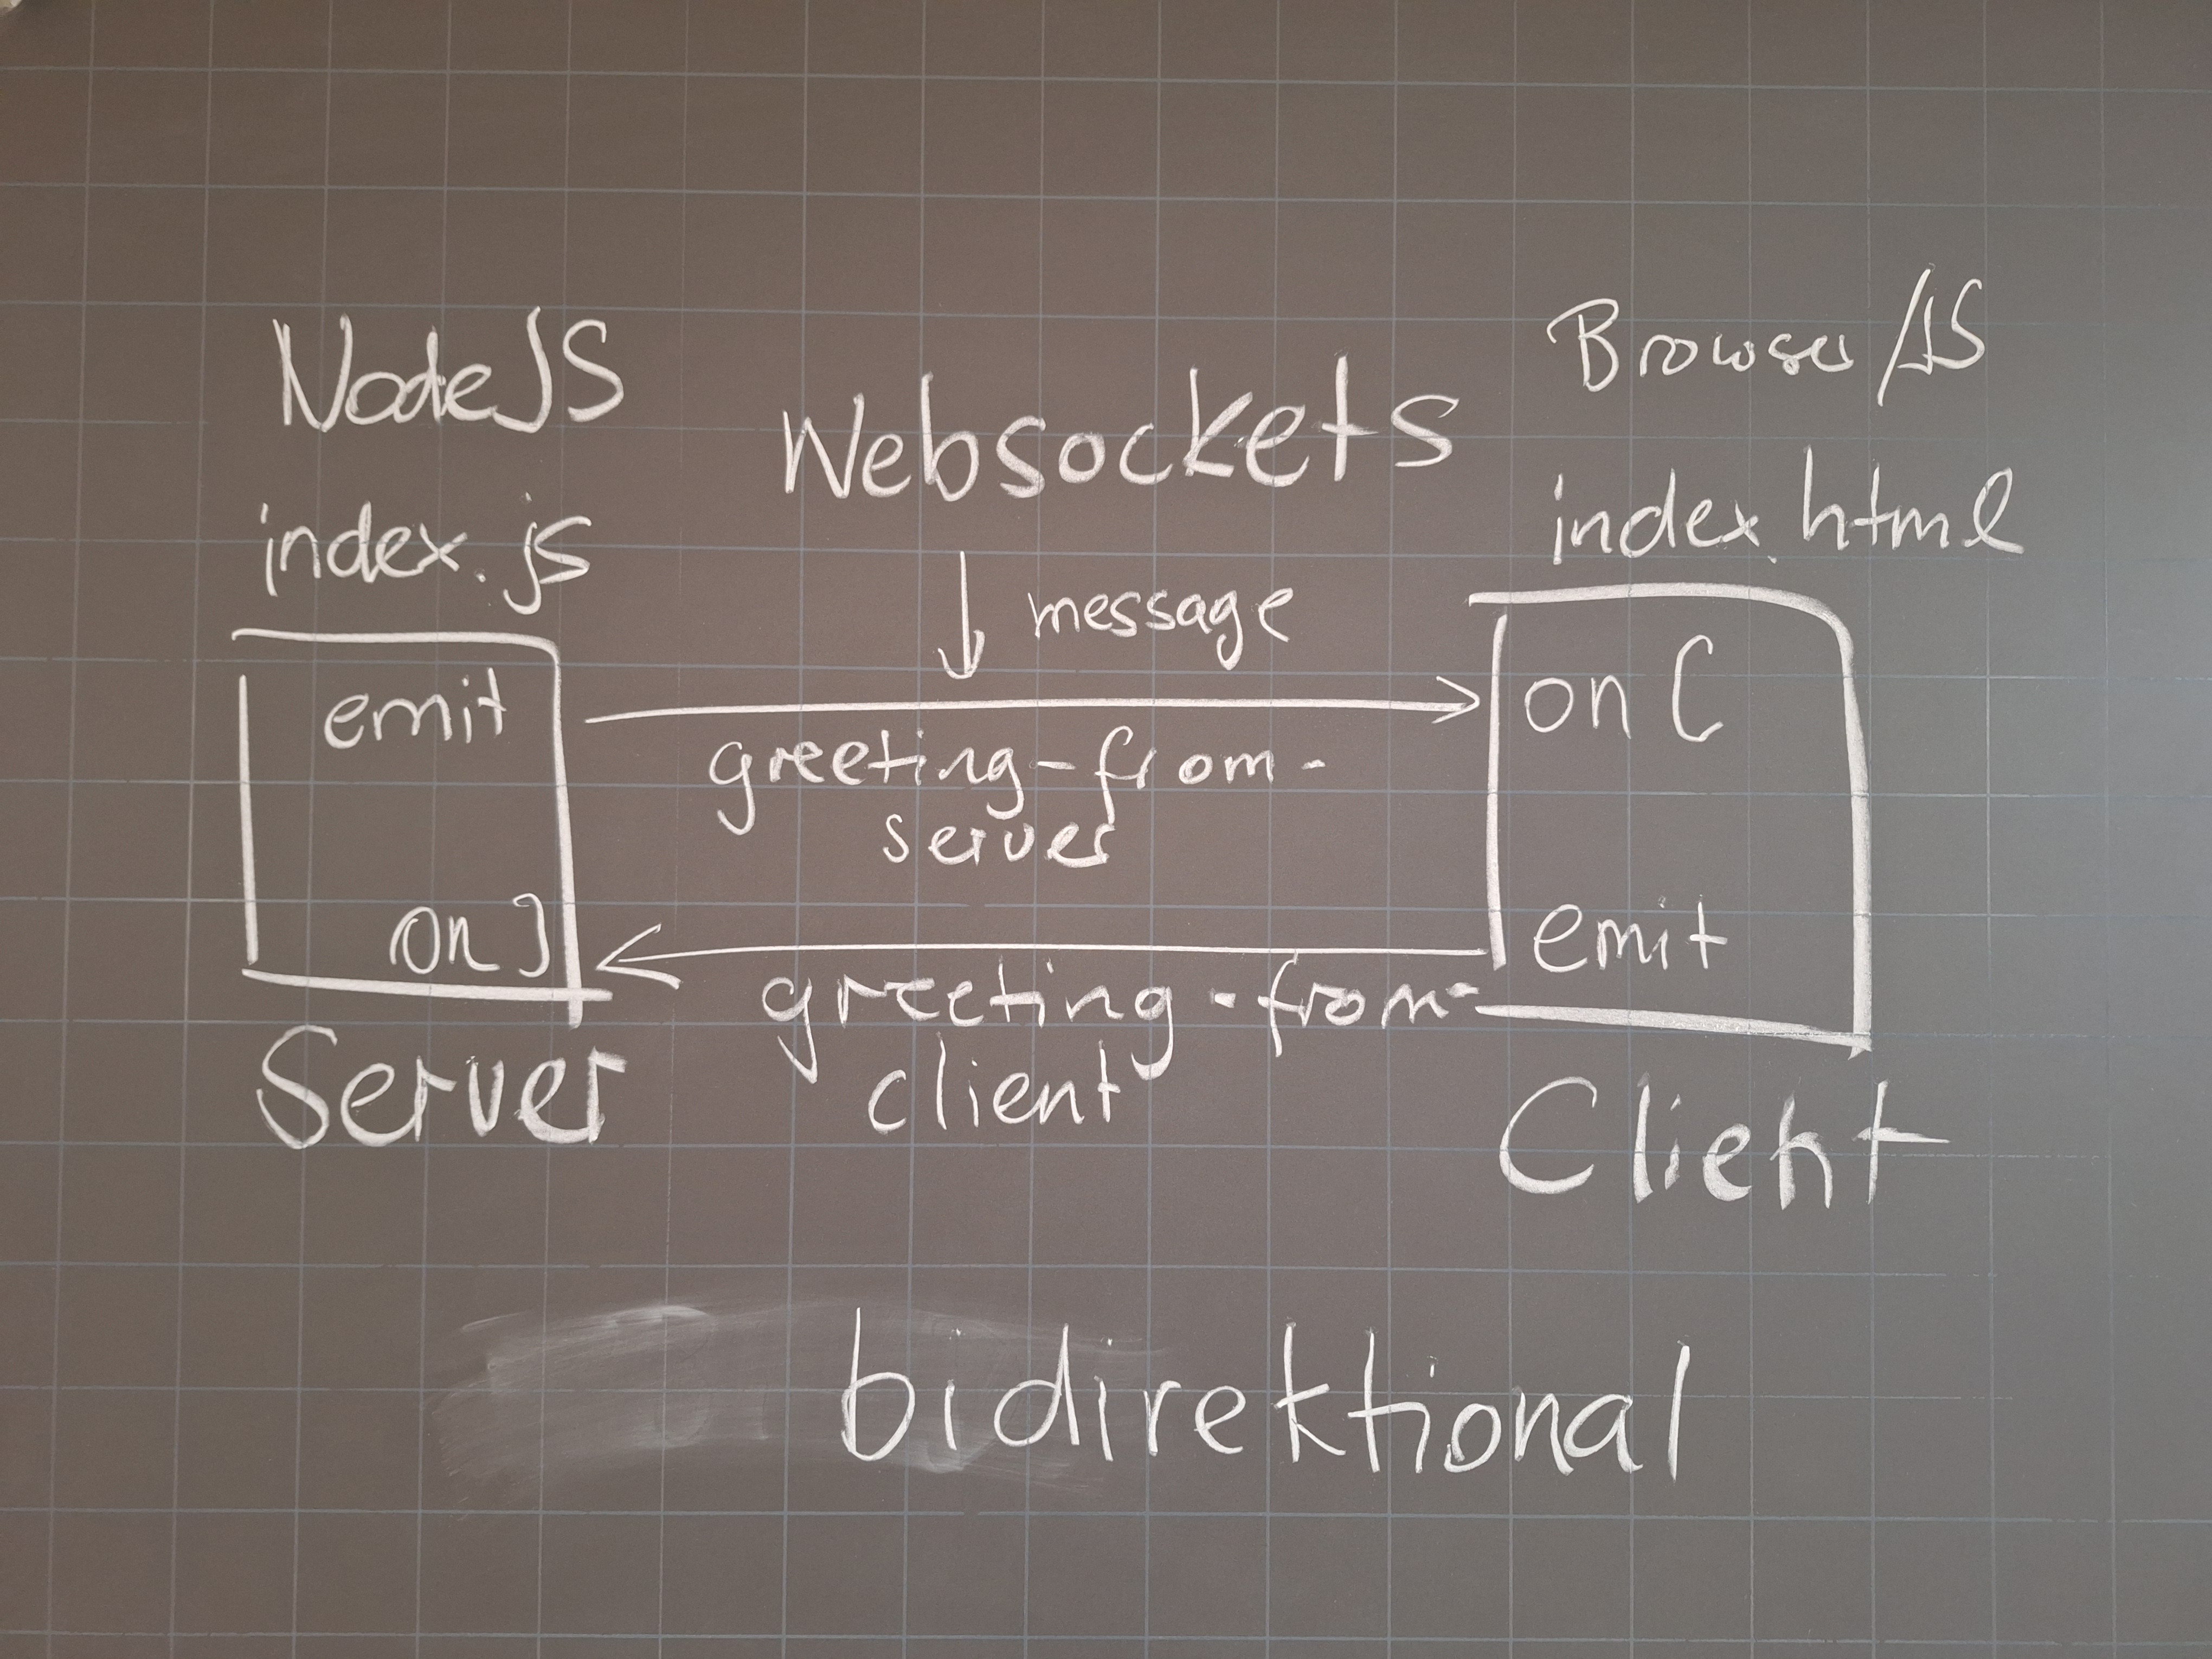 NodeJS
index.js
emit
on]
Server
Websockets
message
greeting-from-
server
greeting-from-
client
Browser/JS
index.html
on [
emit
Client
bidirektional